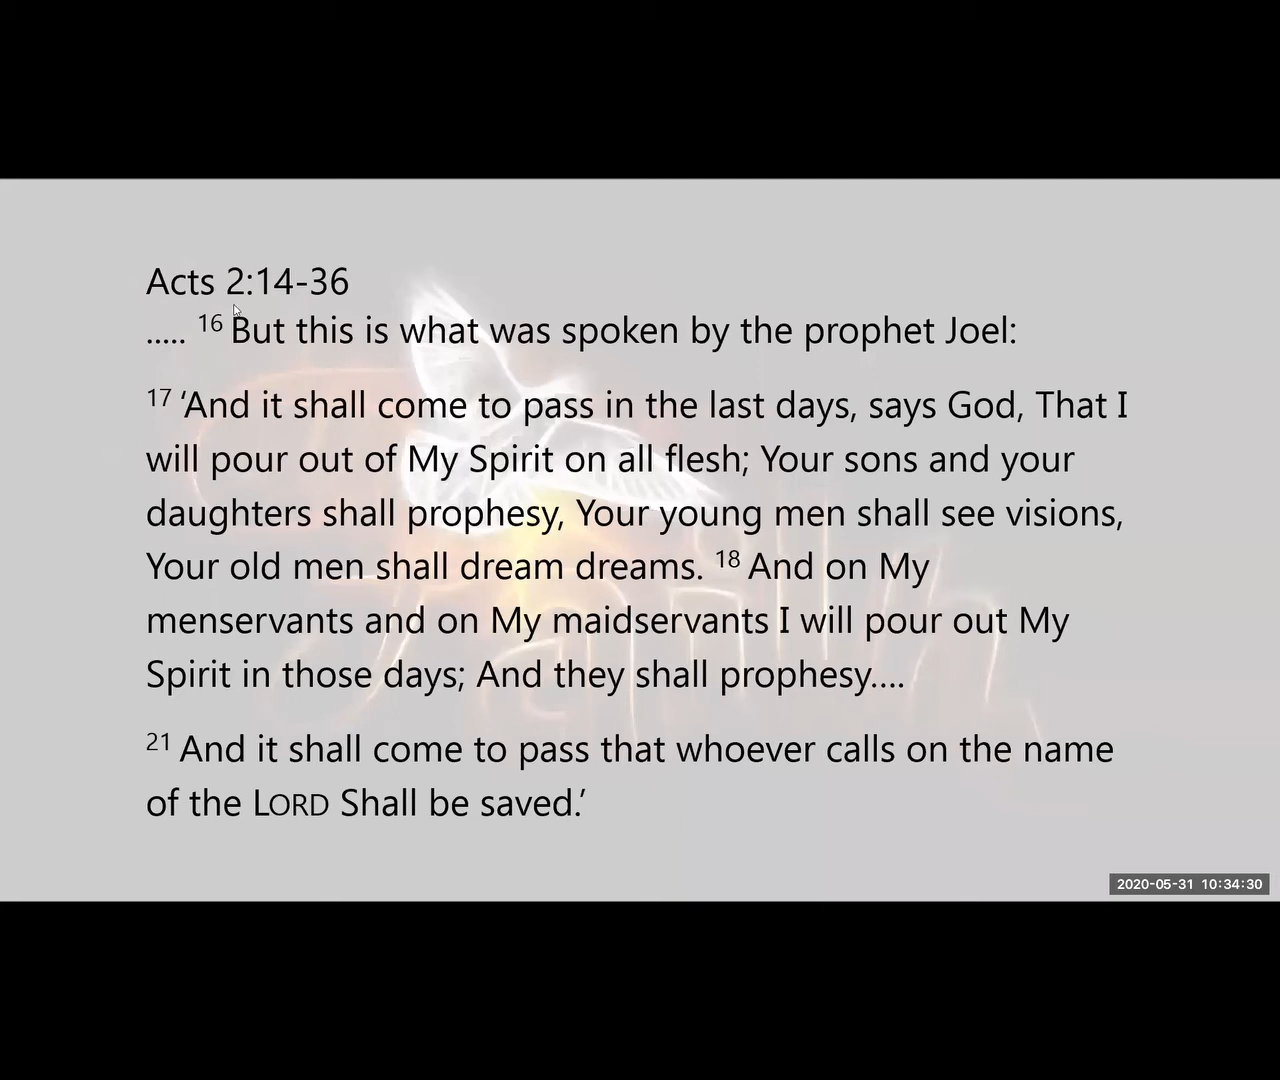 Acts 2:14-36
..... 16 But this is what was spoken by the prophet Joel:
17 ‘And it shall come to pass in the last days, says God, That I
will pour out of My Spirit on all flesh; Your sons and your
daughters shall prophesy, Your young men shall see visions,
Your old men shall dream dreams. 18 And on My
menservants and on My maidservants I will pour out My
Spirit in those days; And they shall prophesy....
21 And it shall come to pass that whoever calls on the name
of the LORD Shall be saved.’
2020-05-31 10:34:30